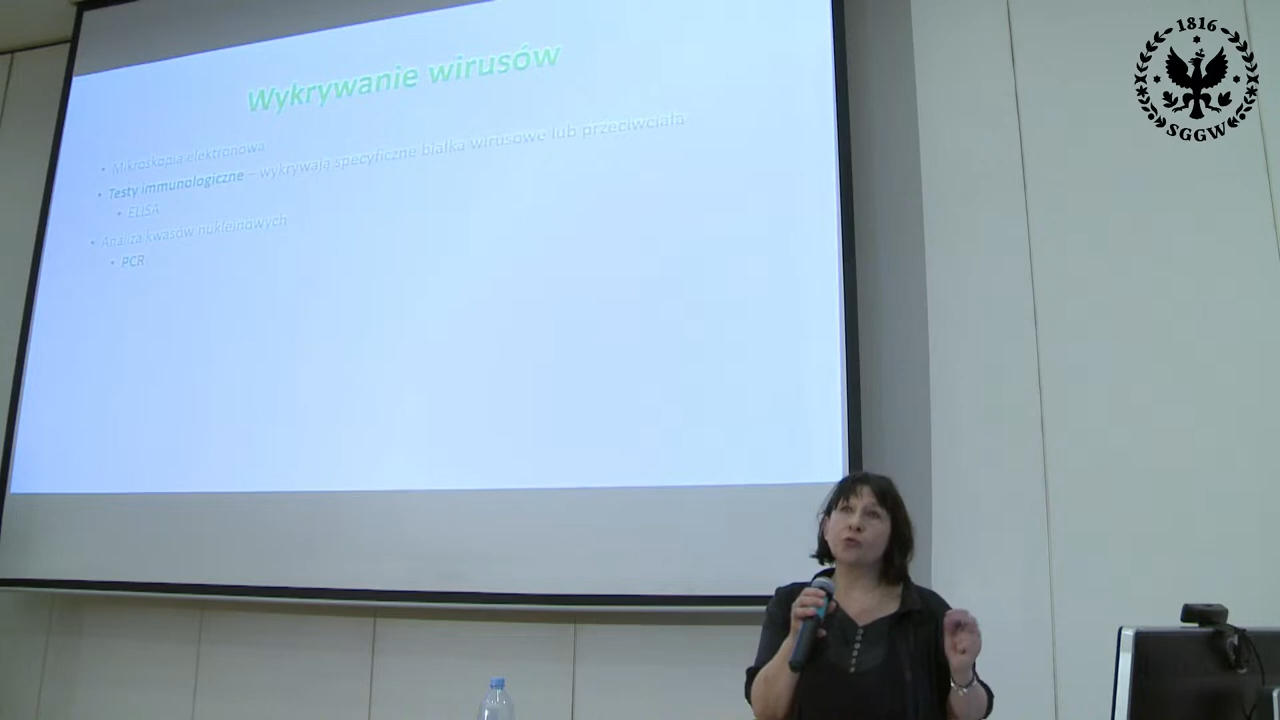 Wykrywanie wirusów
• Mikroskopia elektronowa
• Testy immunologiczne – wykrywają specyficzne białka wirusowe lub przeciwciała
• ELISA
• Analiza kwasów nukleinowych
• PCR
1816
SGGW